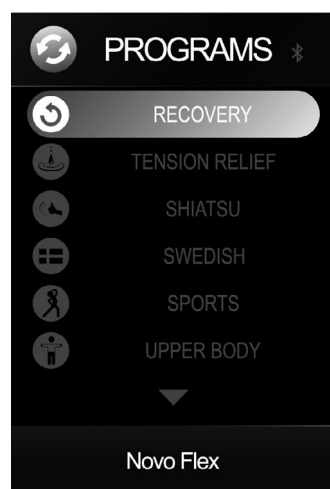 PROGRAMS
RECOVERY
TENSION RELIEF
SHIATSU
SWEDISH
SPORTS
UPPER BODY
Novo Flex